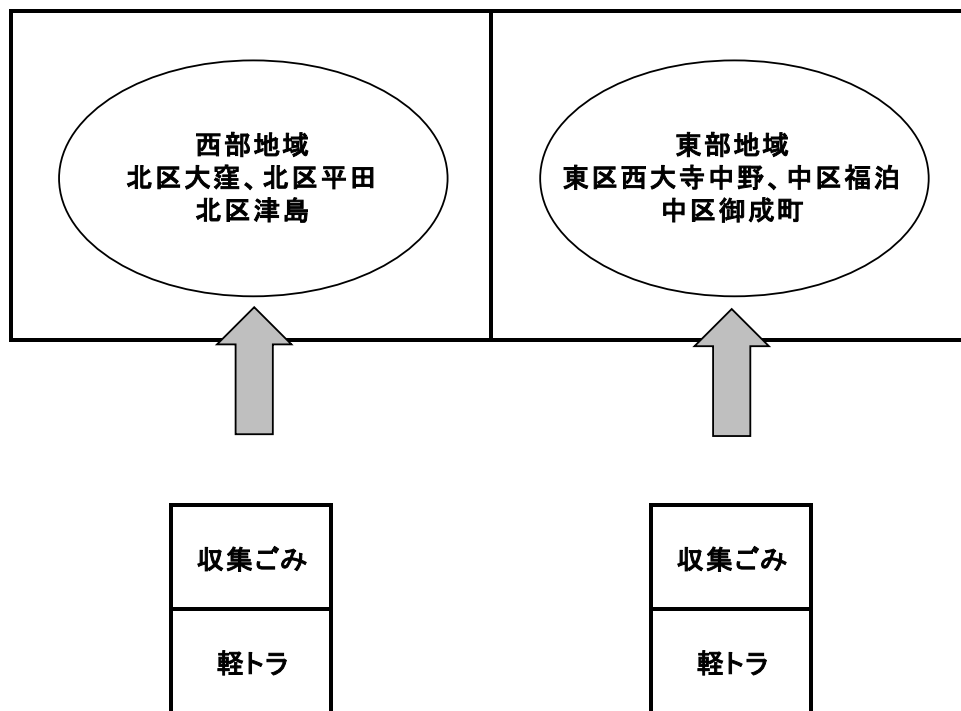 西部地域
北区大窪、北区平田
北区津島
東部地域
東区西大寺中野、中区福泊
中区御成町
収集ごみ
軽トラ
収集ごみ
軽トラ